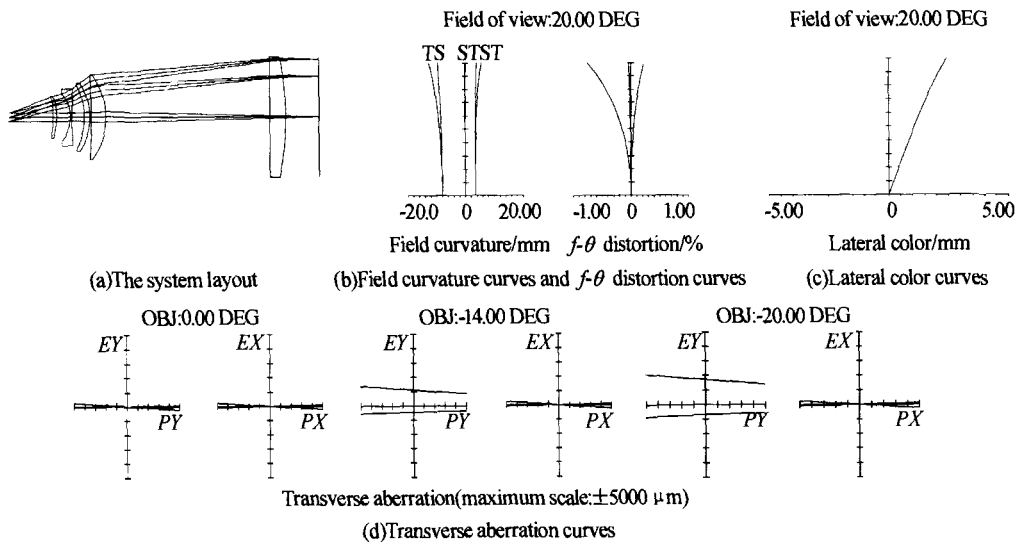 Field of view:20.00 DEG
Field of view:20.00 DEG
TS STST
-20.0 0 20.00
-1.00 0 1.00
-5.00 0 5.00
Field curvature/mm f-θ distortion/%
Lateral color/mm
(a)The system layout
(b)Field curvature curves and f-θ distortion curves
(c)Lateral color curves
OBJ:0.00 DEG
OBJ:-14.00 DEG
OBJ:-20.00 DEG
EY EX EY EX EY EX
PY PX PY PX PY PX
Transverse aberration(maximum scale:±5000 μm)
(d)Transverse aberration curves